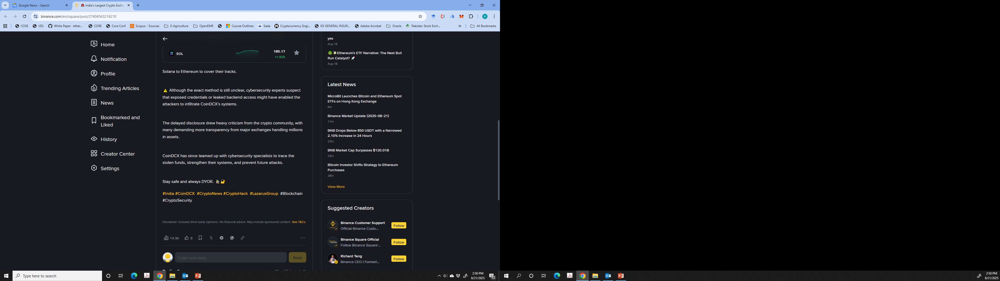 Google News - Search
India's Largest Crypto Excha
binance.com/en/square/post/27404563216210
COSE
IJDL
White Paper · ether...
CORE
Core Conf
Scopus - Sources
E-Agriculture
OpenEMR
Course Outlines
Sada
Cryptocurrency Engi...
IGI GENERAL INSUR...
Adobe Acrobat
Oracle
Pakistan Stock Exch...
»
All Bookmarks
Home
Notification
Profile
Trending Articles
News
Bookmarked and
Liked
History
Creator Center
Settings
SOL
185.17
+1.82%
Solana to Ethereum to cover their tracks.
⚠️ Although the exact method is still unclear, cybersecurity experts suspect
that exposed credentials or leaked backend access might have enabled the
attackers to infiltrate CoinDCX's systems.
The delayed disclosure drew heavy criticism from the crypto community, with
many demanding more transparency from major exchanges handling millions
in assets.
CoinDCX has since teamed up with cybersecurity specialists to trace the
stolen funds, strengthen their systems, and prevent future attacks.
Stay safe and always DYOR.
#India #CoinDCX #CryptoNews #CryptoHack #LazarusGroup #Blockchain
#CryptoSecurity
Disclaimer: Includes third-party opinions. No financial advice. May include sponsored content. See T&Cs.
14.9k
8
Login and reply
Reply
yes
Aug 18
🤑💸Ethereum's ETF Narrative: The Next Bull
Run Catalyst? 🚀
Aug 18
Latest News
MicroBit Launches Bitcoin and Ethereum Spot
ETFs on Hong Kong Exchange
8m
Binance Market Update (2025-08-21)
11m
BNB Drops Below 850 USDT with a Narrowed
2.10% Increase in 24 Hours
23m
BNB Market Cap Surpasses $120.01B
24m
Bitcoin Investor Shifts Strategy to Ethereum
Purchases
28m
View More
Suggested Creators
Binance Customer Support
Official Binance Custo...
Follow
Binance Square Official
Follow Binance Square'...
Follow
Richard Teng
Binance CEO | Formerl...
Follow
Type here to search
2:50 PM
8/21/2025
32
2:50 PM
8/21/2025